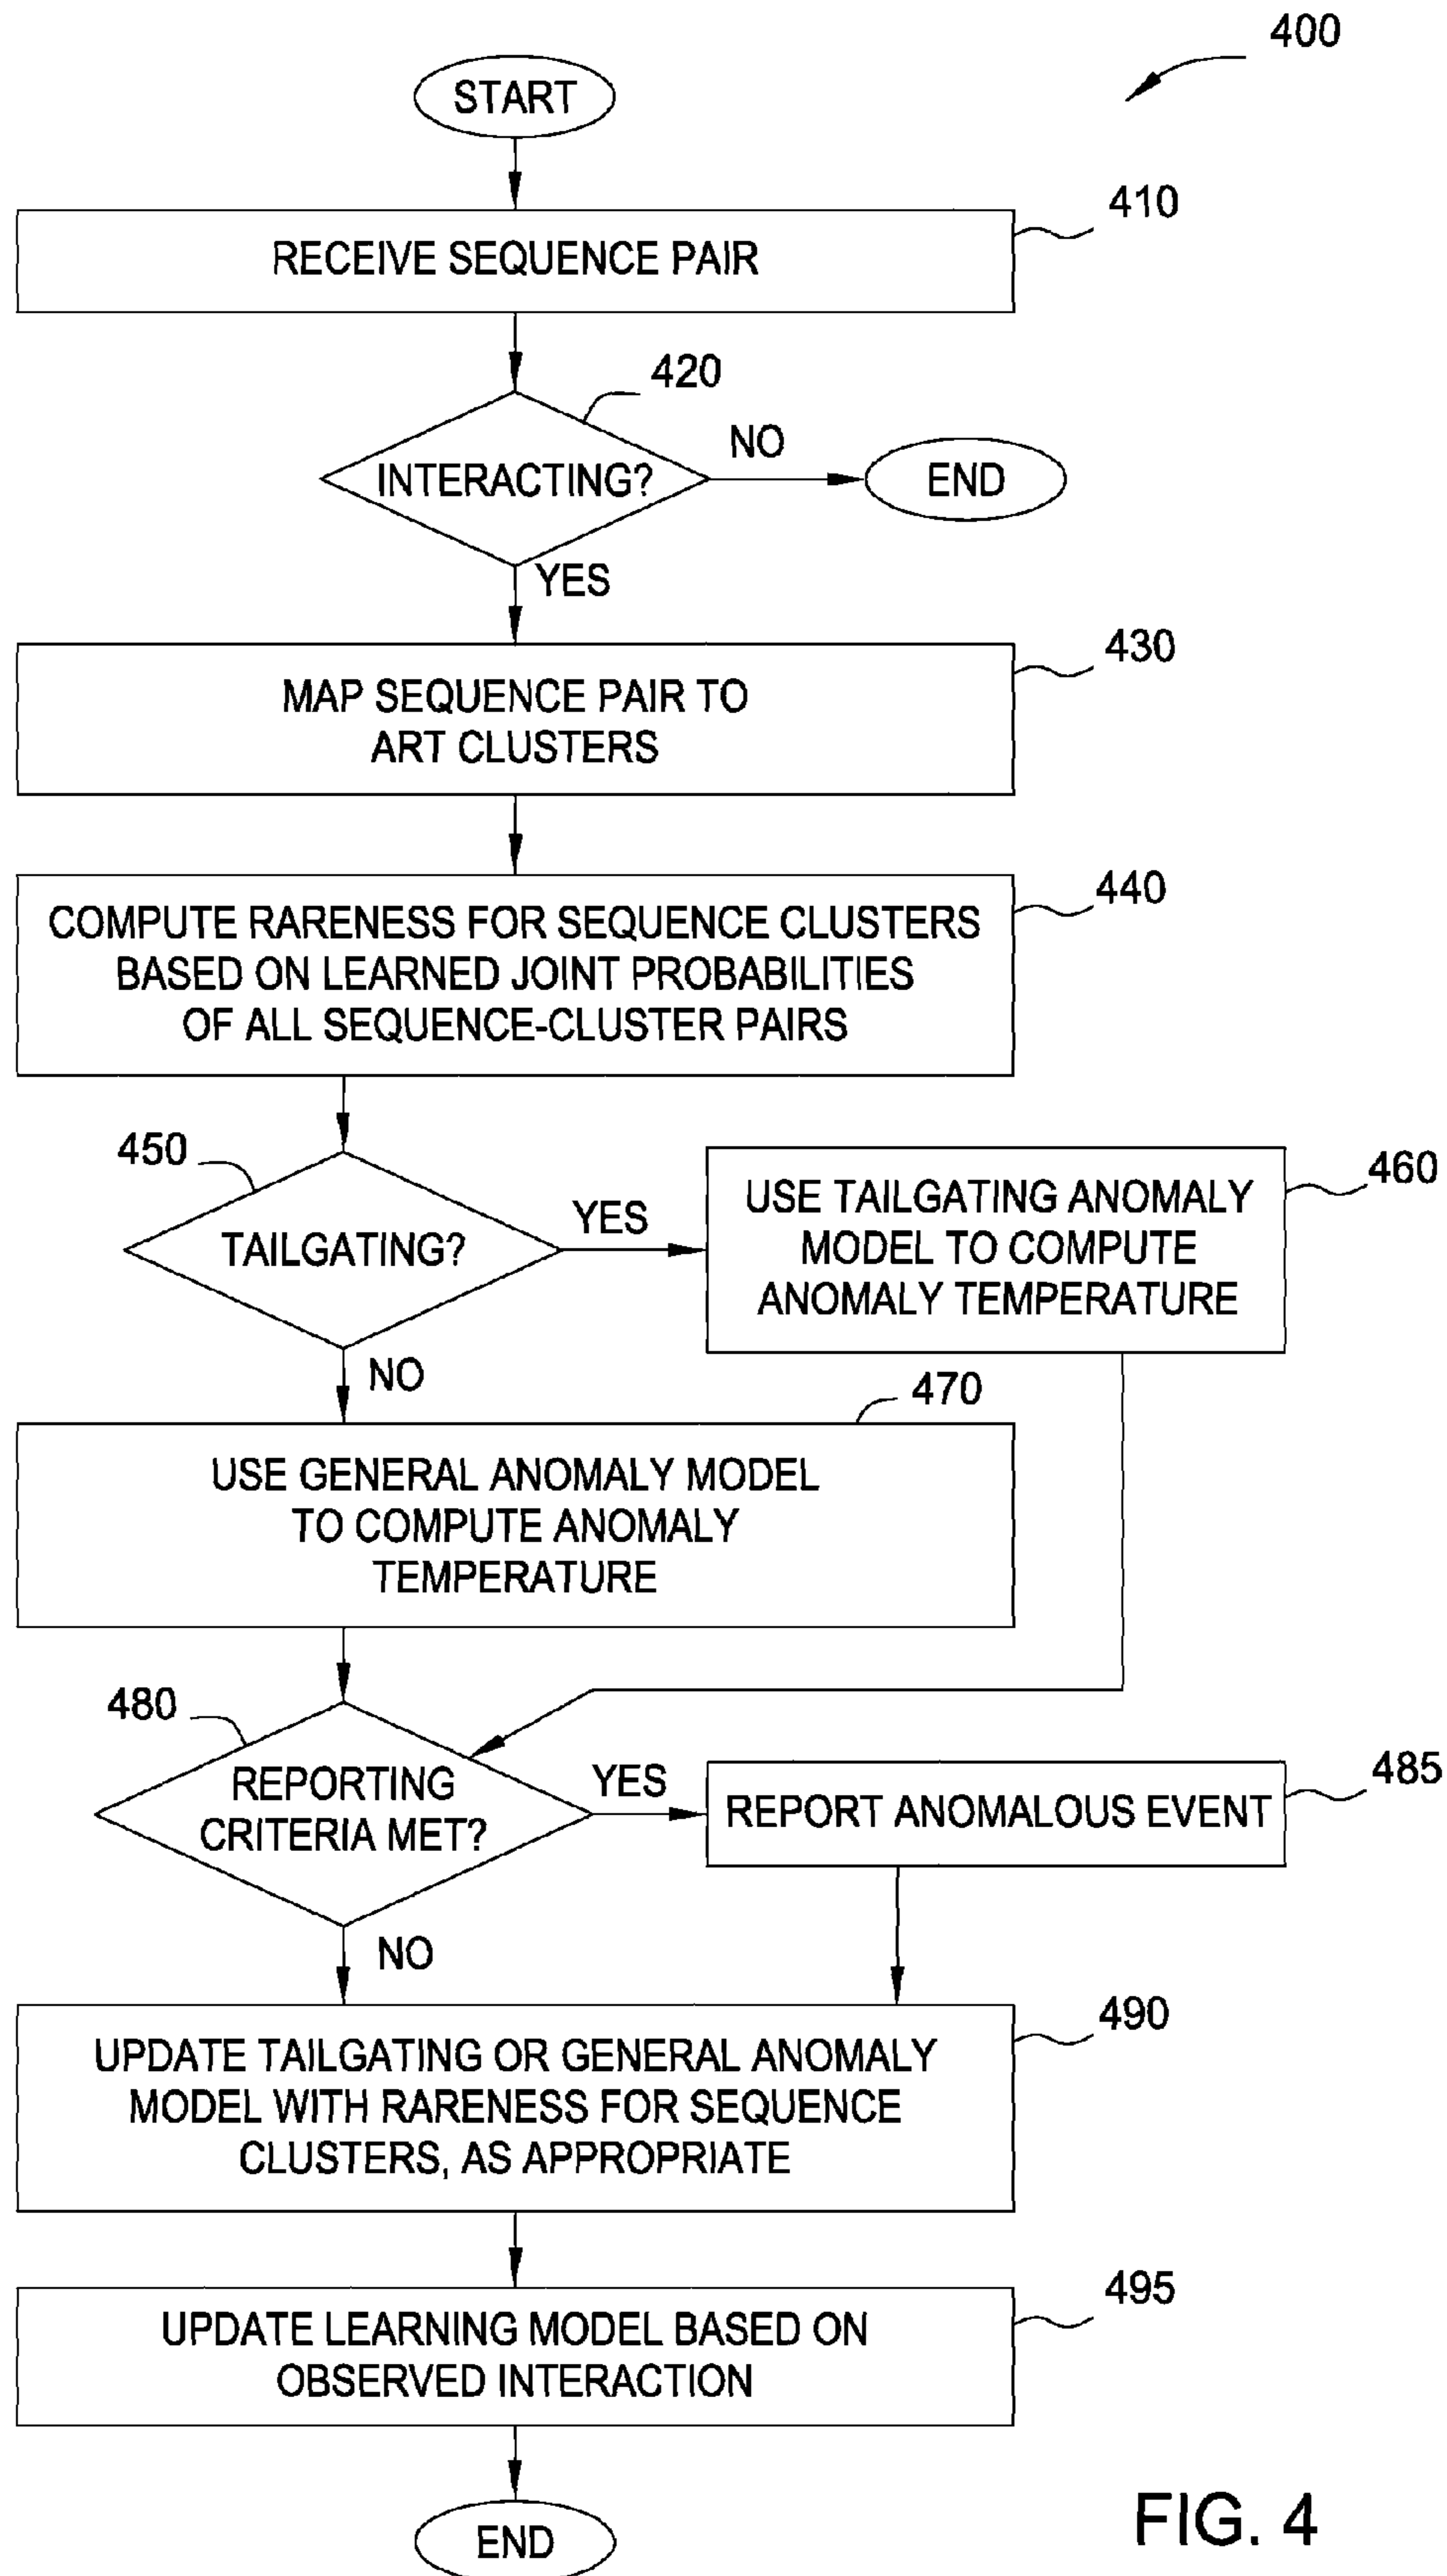 400
START
410
RECEIVE SEQUENCE PAIR
420
INTERACTING?
NO
END
YES
430
MAP SEQUENCE PAIR TO
ART CLUSTERS
440
COMPUTE RARENESS FOR SEQUENCE CLUSTERS
BASED ON LEARNED JOINT PROBABILITIES
OF ALL SEQUENCE-CLUSTER PAIRS
450
TAILGATING?
YES
460
USE TAILGATING ANOMALY
MODEL TO COMPUTE
ANOMALY TEMPERATURE
NO
470
USE GENERAL ANOMALY MODEL
TO COMPUTE ANOMALY
TEMPERATURE
480
REPORTING
CRITERIA MET?
YES
485
REPORT ANOMALOUS EVENT
NO
490
UPDATE TAILGATING OR GENERAL ANOMALY
MODEL WITH RARENESS FOR SEQUENCE
CLUSTERS, AS APPROPRIATE
495
UPDATE LEARNING MODEL BASED ON
OBSERVED INTERACTION
END
FIG. 4